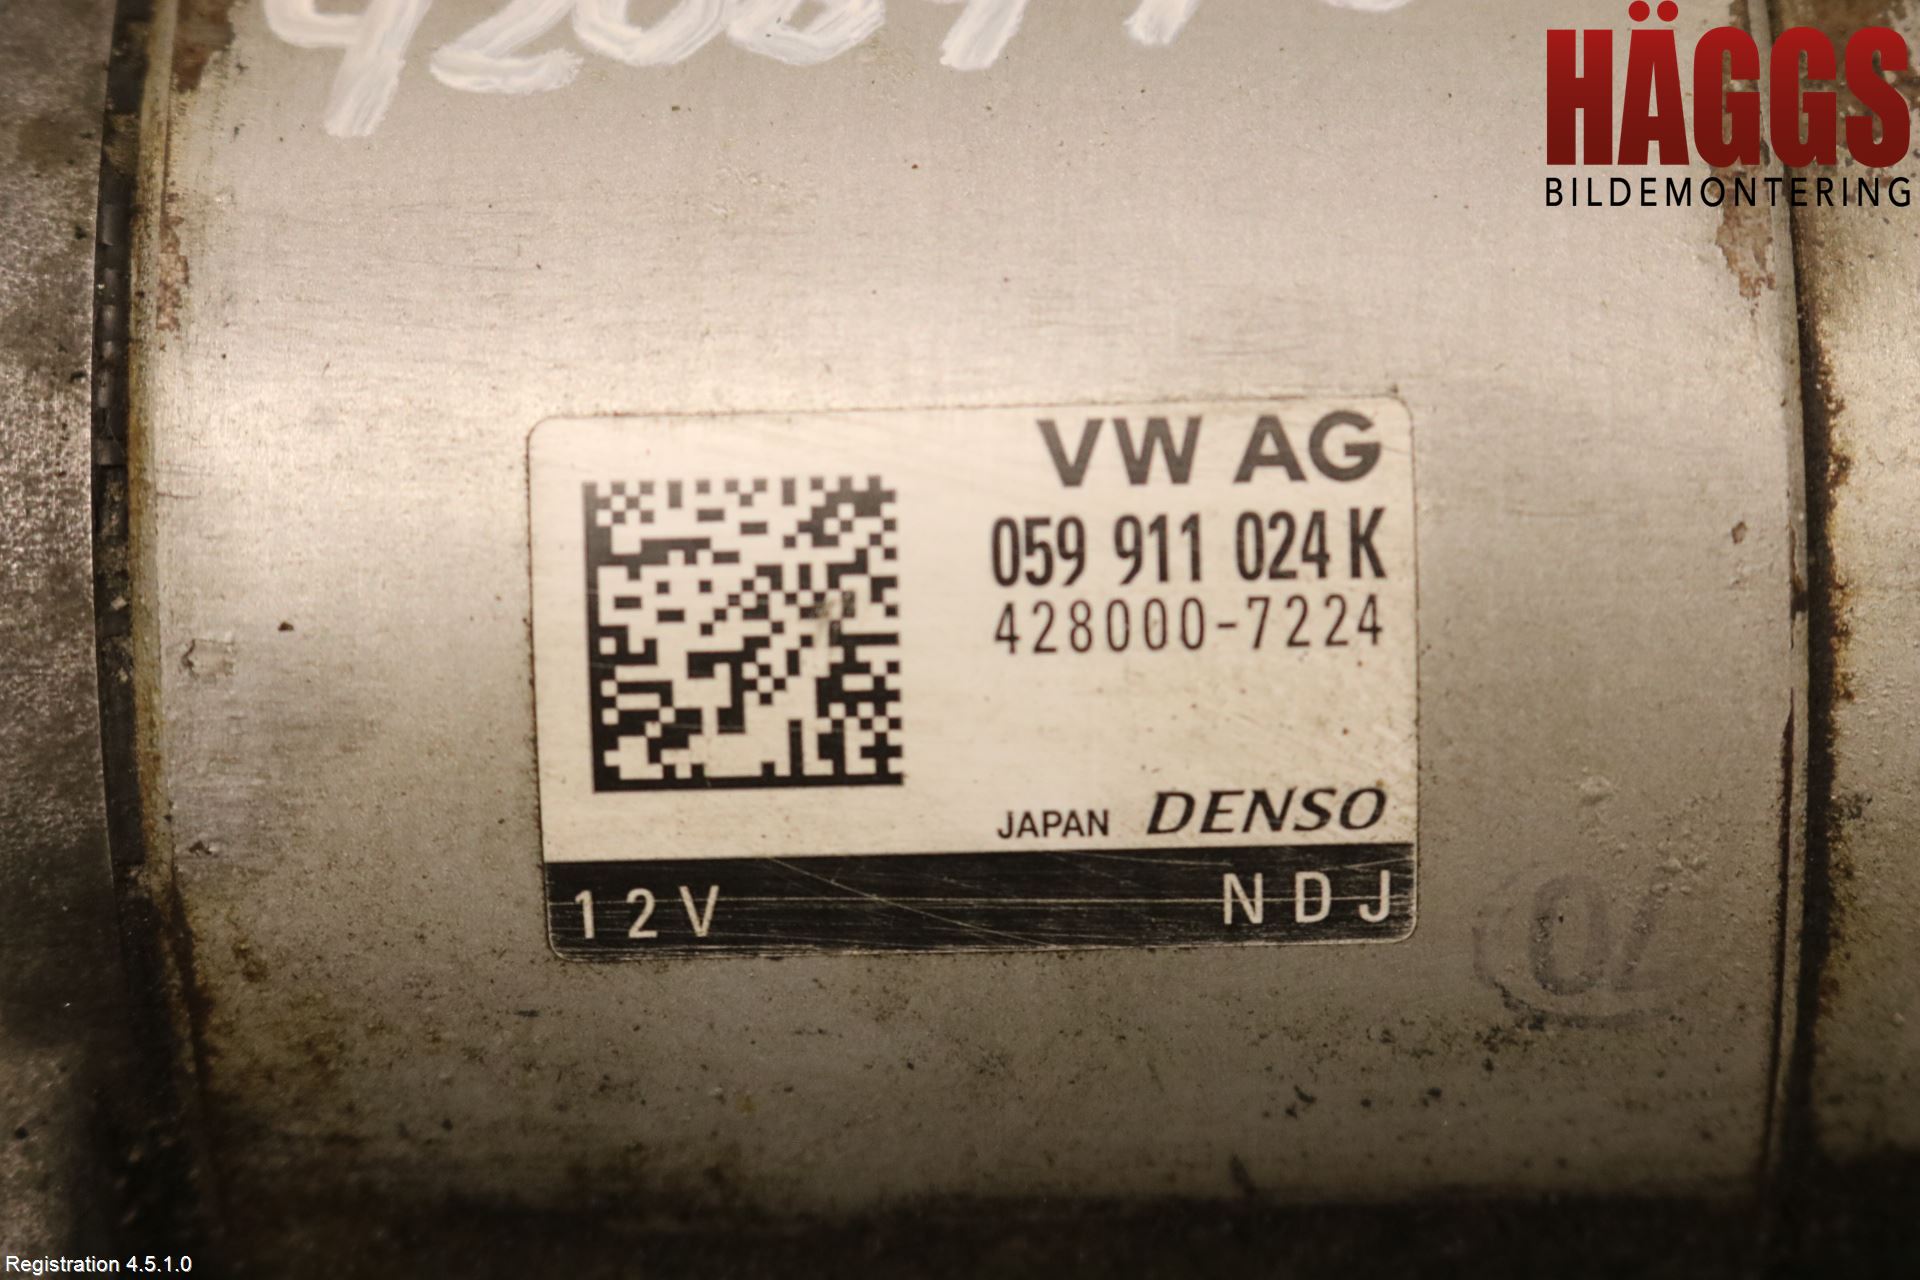 HÄGGS
BILDEMONTERING
VW AG
059 911 024 K
428000-7224
JAPAN DENSO
12V NDJ
Registration 4.5.1.0